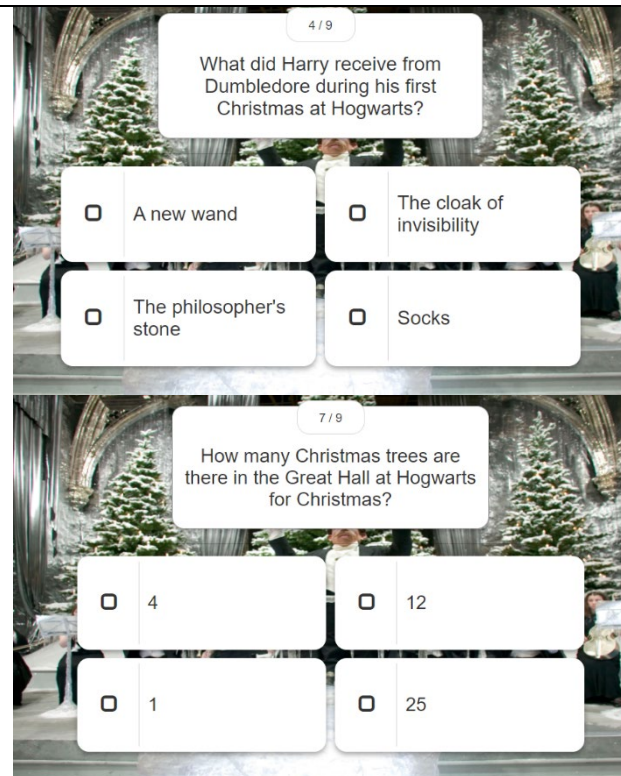 4 / 9
What did Harry receive from
Dumbledore during his first
Christmas at Hogwarts?
A new wand
The cloak of
invisibility
The philosopher's
stone
Socks
7 / 9
How many Christmas trees are
there in the Great Hall at Hogwarts
for Christmas?
4
12
1
25